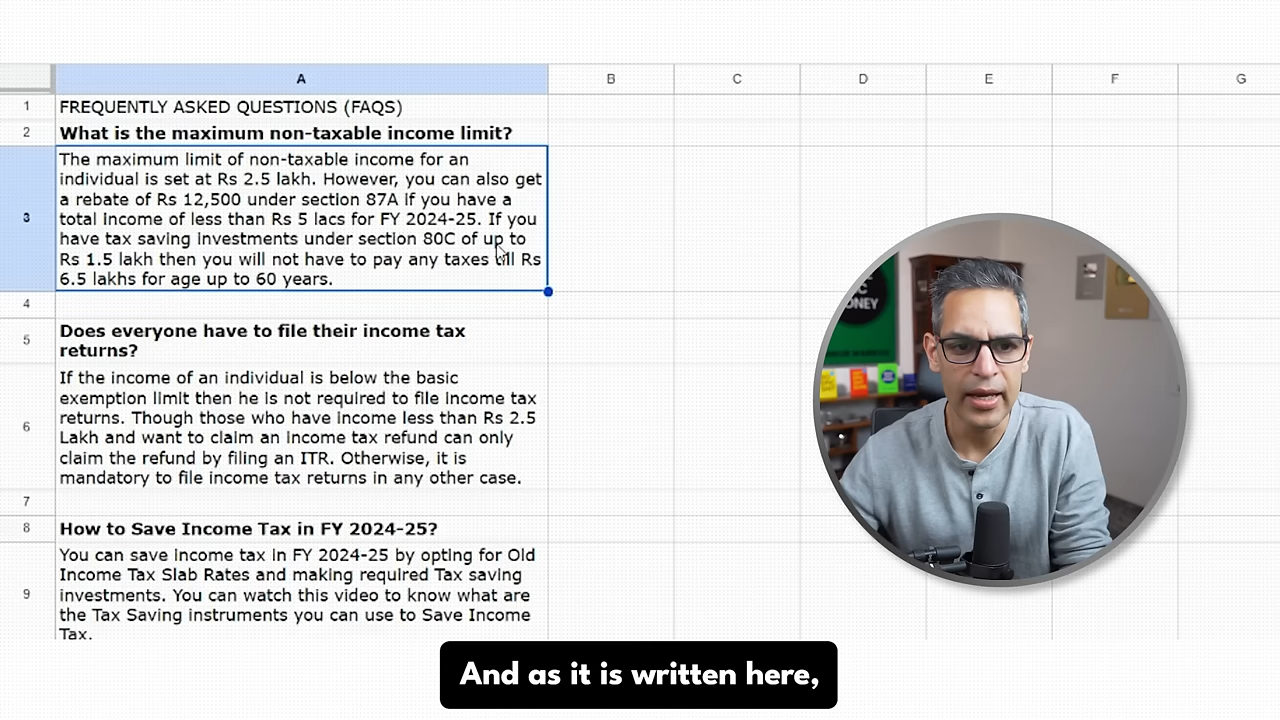 A
B
C
D
E
F
G
1
FREQUENTLY ASKED QUESTIONS (FAQS)
2
What is the maximum non-taxable income limit?
3
The maximum limit of non-taxable income for an
individual is set at Rs 2.5 lakh. However, you can also get
a rebate of Rs 12,500 under section 87A if you have a
total income of less than Rs 5 lacs for FY 2024-25. If you
have tax saving investments under section 80C of up to
Rs 1.5 lakh then you will not have to pay any taxes till Rs
6.5 lakhs for age up to 60 years.
4
5
Does everyone have to file their income tax
returns?
6
If the income of an individual is below the basic
exemption limit then he is not required to file income tax
returns. Though those who have income less than Rs 2.5
Lakh and want to claim an income tax refund can only
claim the refund by filing an ITR. Otherwise, it is
mandatory to file income tax returns in any other case.
7
8
How to Save Income Tax in FY 2024-25?
9
You can save income tax in FY 2024-25 by opting for Old
Income Tax Slab Rates and making required Tax saving
investments. You can watch this video to know what are
the Tax Saving instruments you can use to Save Income
Tax.
And as it is written here,